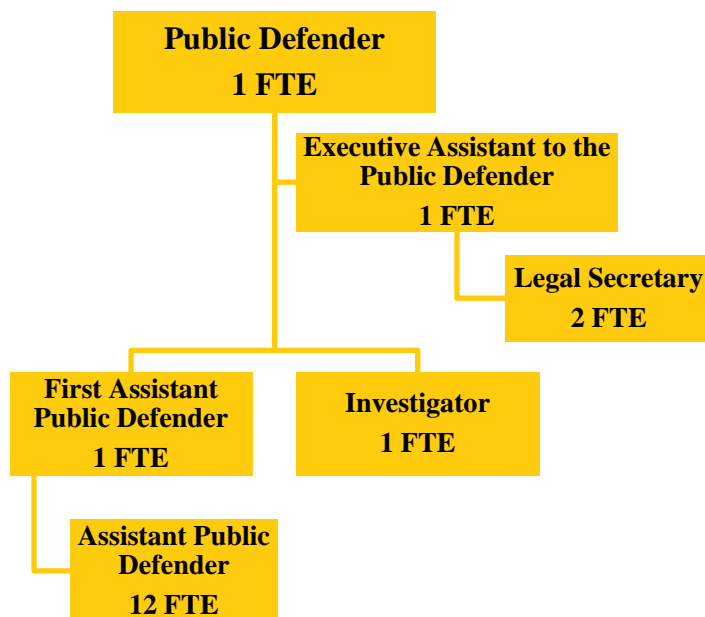 Public Defender
1 FTE
Executive Assistant to the
Public Defender
1 FTE
Legal Secretary
2 FTE
First Assistant
Public Defender
1 FTE
Investigator
1 FTE
Assistant Public
Defender
12 FTE